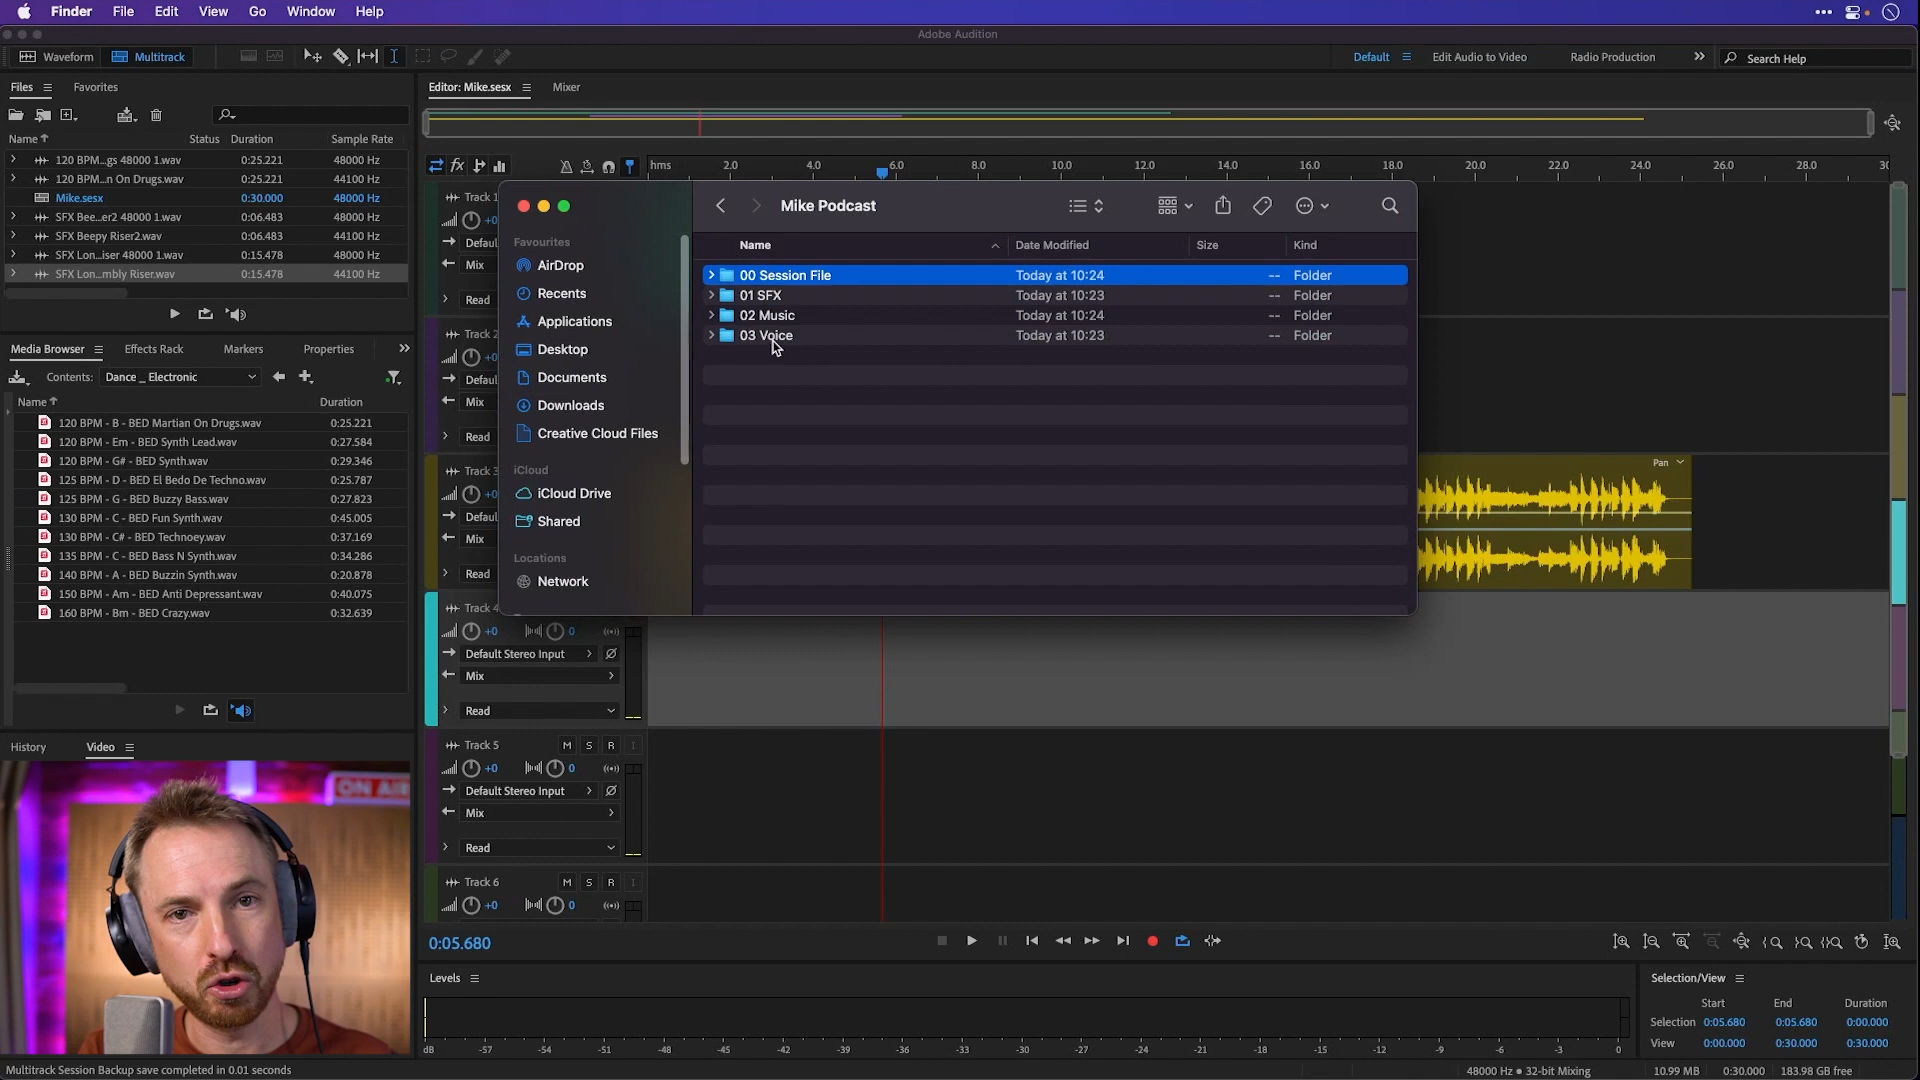 Finder File Edit View Go Window Help
Adobe Audition
Waveform Multitrack Default Edit Audio to Video Radio Production Search Help
Files Favorites
Name Status Duration Sample Rate
120 BPM...gs 48000 1.wav 0:25.221 48000 Hz
120 BPM...n On Drugs.wav 0:25.221 44100 Hz
Mike.sesx 0:30.000 48000 Hz
SFX Bee...er2 48000 1.wav 0:06.483 48000 Hz
SFX Beepy Riser2.wav 0:06.483 44100 Hz
SFX Lon...iser 48000 1.wav 0:15.478 48000 Hz
SFX Lon...mbly Riser.wav 0:15.478 44100 Hz
Media Browser Effects Rack Markers Properties
Contents: Dance _ Electronic
Name Duration
120 BPM - B - BED Martian On Drugs.wav 0:25.221
120 BPM - Em - BED Synth Lead.wav 0:27.584
120 BPM - G# - BED Synth.wav 0:29.346
125 BPM - D - BED El Bedo De Techno.wav 0:25.787
125 BPM - G - BED Buzzy Bass.wav 0:27.823
130 BPM - C - BED Fun Synth.wav 0:45.005
130 BPM - C# - BED Technoey.wav 0:37.169
135 BPM - C - BED Bass N Synth.wav 0:34.286
140 BPM - A - BED Buzzin Synth.wav 0:20.878
150 BPM - Am - BED Anti Depressant.wav 0:40.075
160 BPM - Bm - BED Crazy.wav 0:32.639
History Video
ON AIR
Editor: Mike.sesx Mixer
fx hms 2.0 4.0 6.0 8.0 10.0 12.0 14.0 16.0 18.0 20.0 22.0 24.0 26.0 28.0 30
Track 1
+0
Defaul
Mix
Read
Track 2
+0
Defaul
Mix
Read
Track 3
+0
Defaul
Mix
Read
Pan
Track 4
+0 0
Default Stereo Input
Mix
Read
Track 5 M S R I
+0 0
Default Stereo Input
Mix
Read
Track 6 M S R I
+0 0
Mike Podcast
Favourites
AirDrop
Recents
Applications
Desktop
Documents
Downloads
Creative Cloud Files
iCloud
iCloud Drive
Shared
Locations
Network
Name Date Modified Size Kind
00 Session File Today at 10:24 -- Folder
01 SFX Today at 10:23 -- Folder
02 Music Today at 10:24 -- Folder
03 Voice Today at 10:23 -- Folder
0:05.680
Levels
dB -57 -54 -51 -48 -45 -42 -39 -36 -33 -30 -27 -24 -21 -18 -15 -12 -9 -6 -3 0
Selection/View
Start End Duration
Selection 0:05.680 0:05.680 0:00.000
View 0:00.000 0:30.000 0:30.000
Multitrack Session Backup save completed in 0.01 seconds
48000 Hz ● 32-bit Mixing 10.99 MB 0:30.000 183.98 GB free